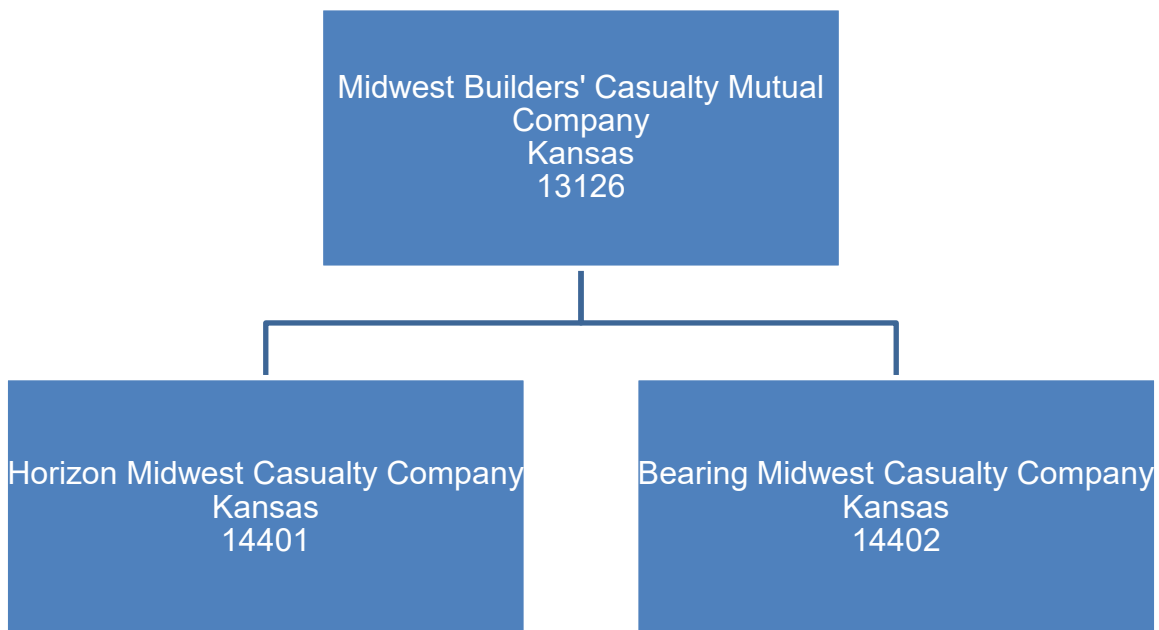 Midwest Builders' Casualty Mutual
Company
Kansas
13126
Horizon Midwest Casualty Company
Kansas
14401
Bearing Midwest Casualty Company
Kansas
14402